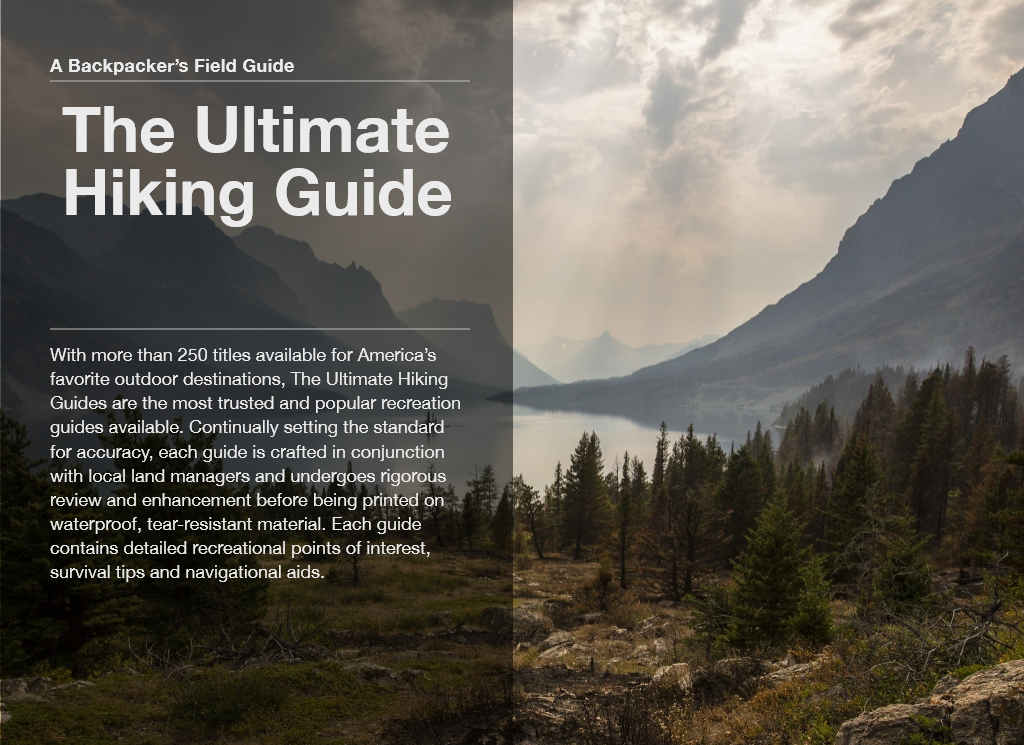 A Backpacker’s Field Guide
The Ultimate
Hiking Guide
With more than 250 titles available for America’s
favorite outdoor destinations, The Ultimate Hiking
Guides are the most trusted and popular recreation
guides available. Continually setting the standard
for accuracy, each guide is crafted in conjunction
with local land managers and undergoes rigorous
review and enhancement before being printed on
waterproof, tear-resistant material. Each guide
contains detailed recreational points of interest,
survival tips and navigational aids.